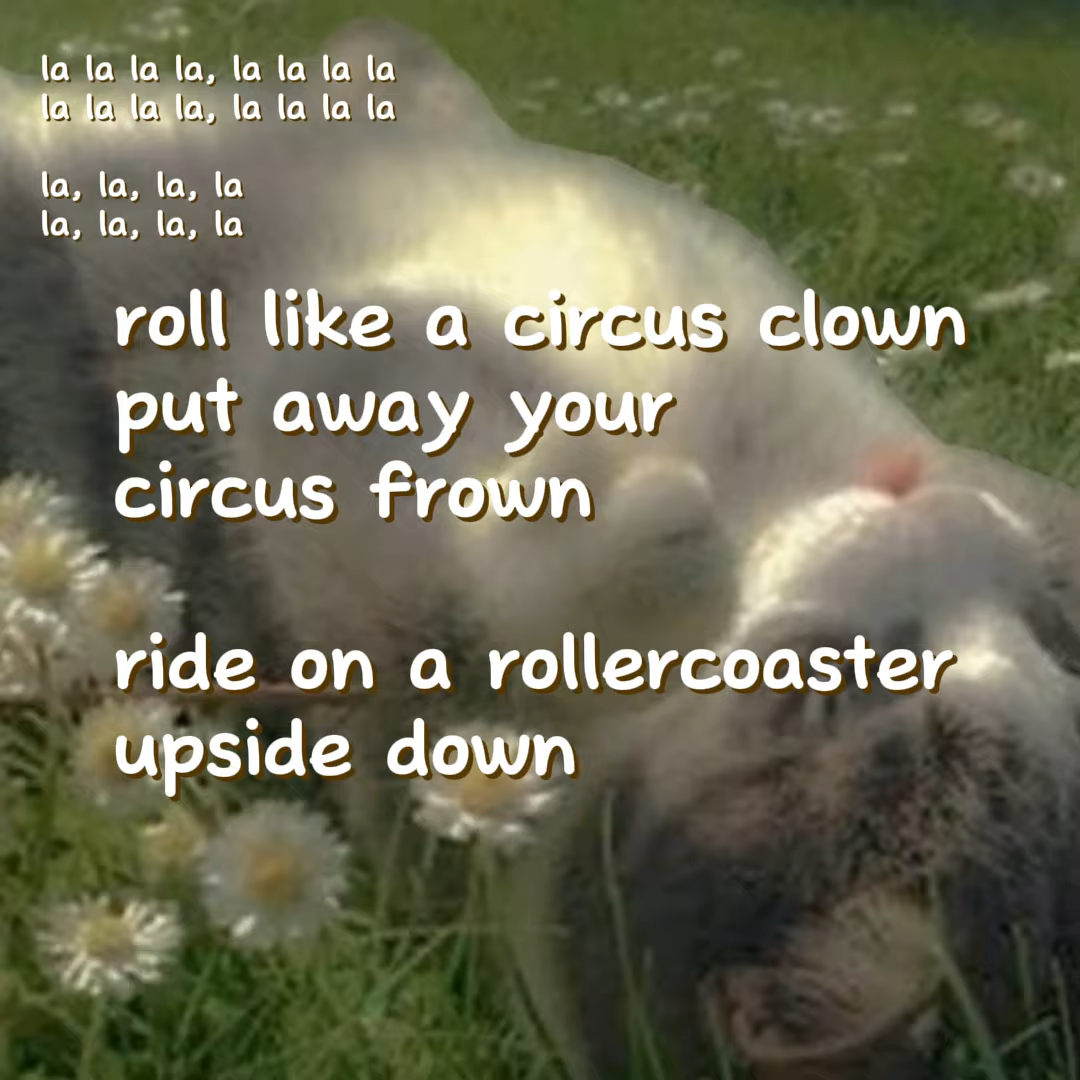 la la la la, la la la la
la la la la, la la la la
la, la, la, la
la, la, la, la
roll like a circus clown
put away your
circus frown
ride on a rollercoaster
upside down